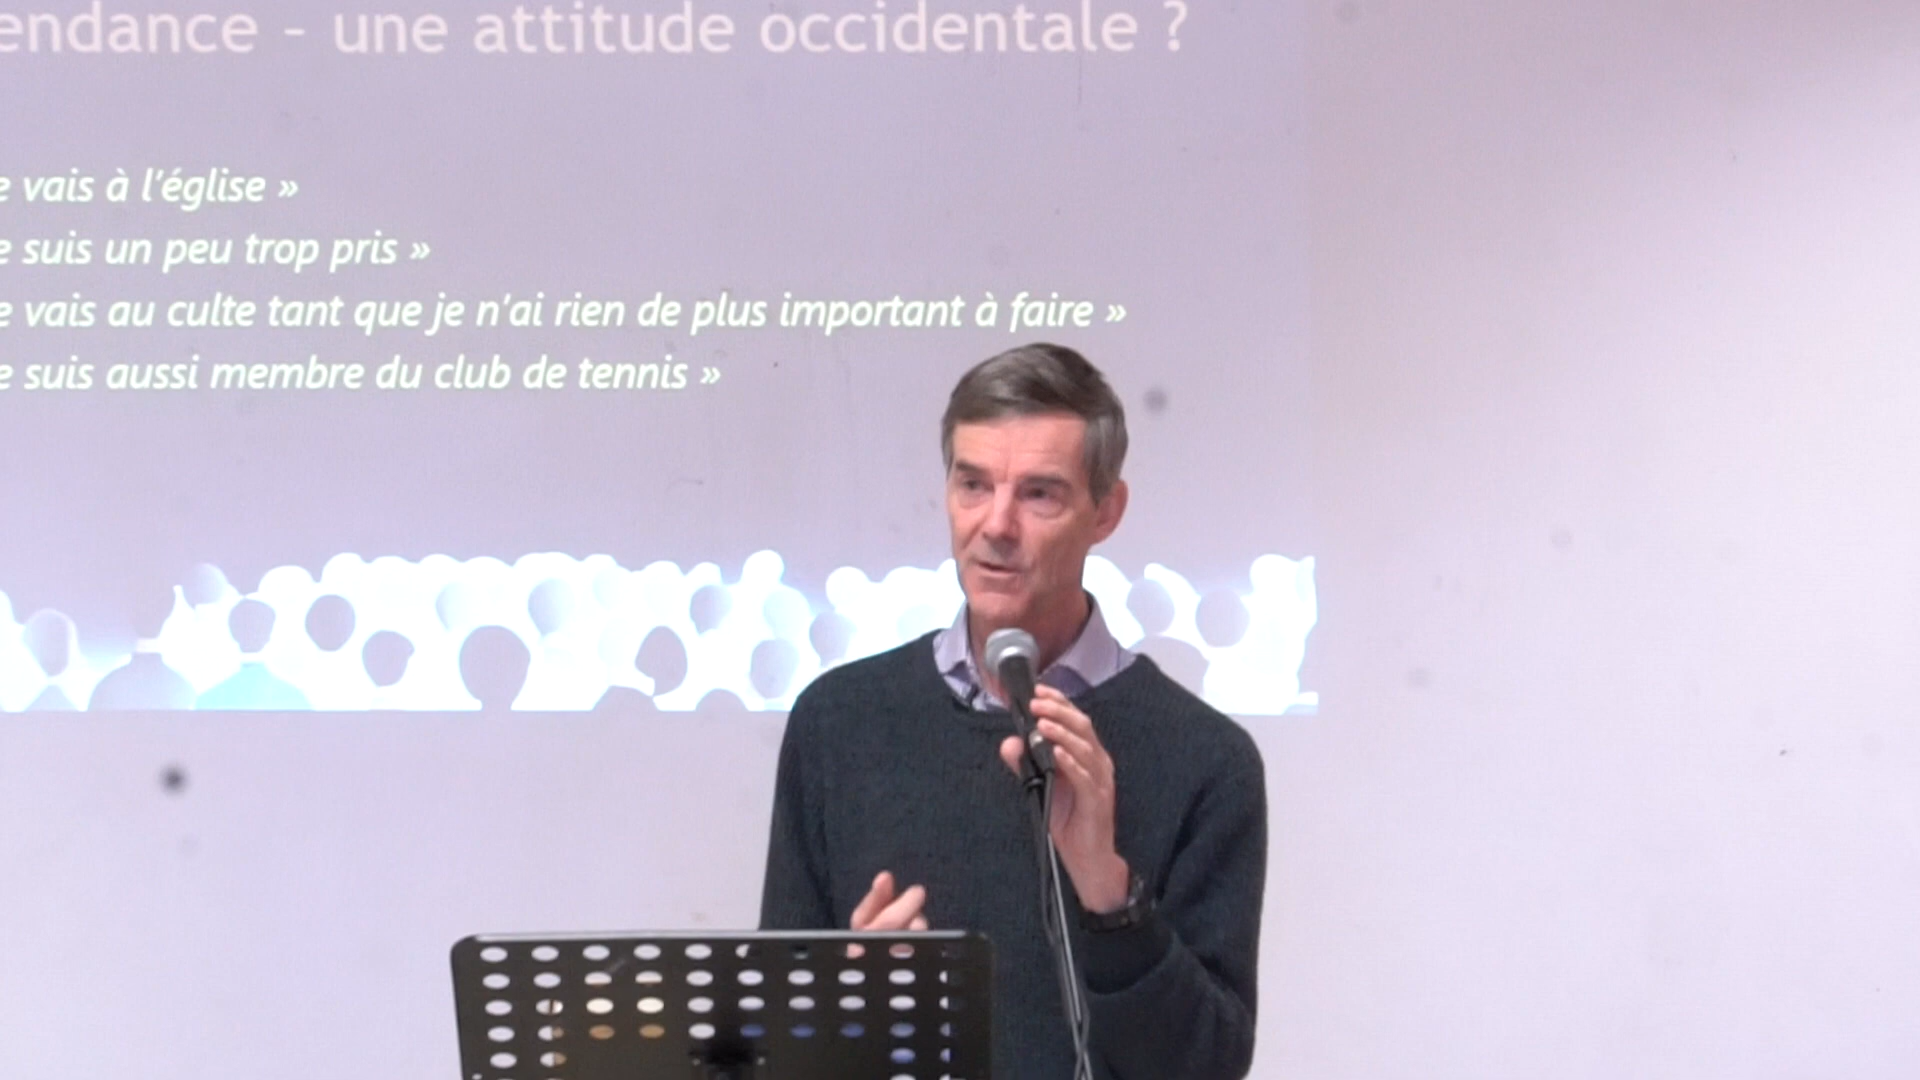 endance – une attitude occidentale ?
e vais à l'église »
e suis un peu trop pris »
e vais au culte tant que je n'ai rien de plus important à faire »
e suis aussi membre du club de tennis »